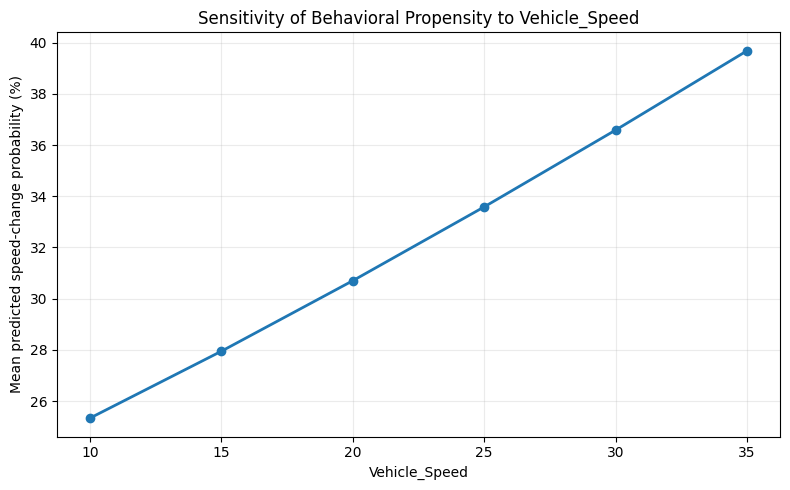 Sensitivity of Behavioral Propensity to Vehicle_Speed
Mean predicted speed-change probability (%)
40
38
36
34
32
30
28
26
10 15 20 25 30 35
Vehicle_Speed